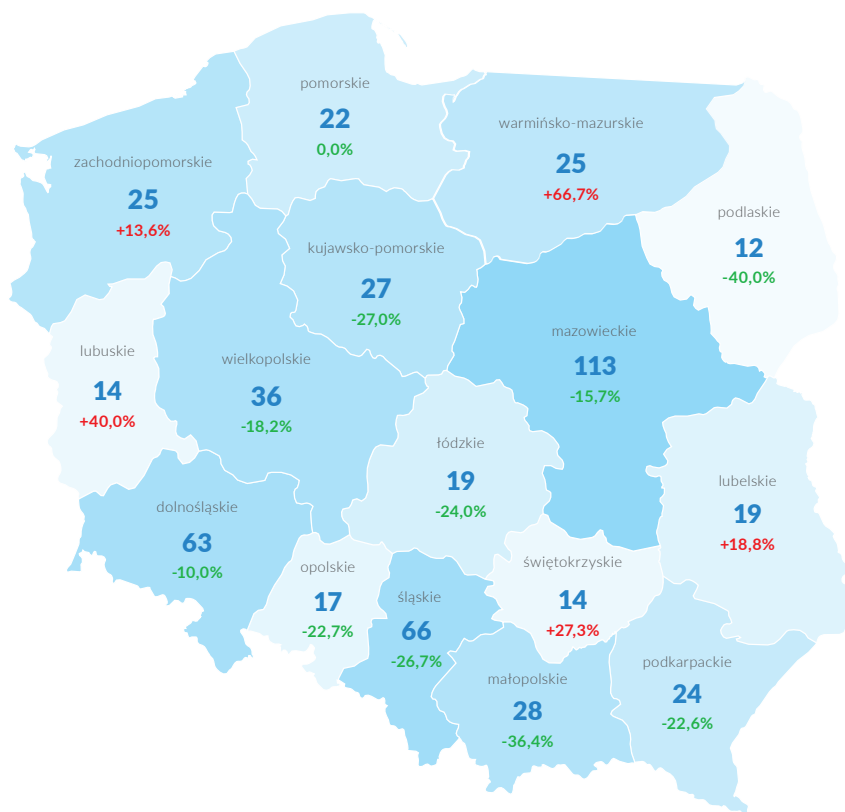 pomorskie
22
0,0%
warmińsko-mazurskie
25
+66,7%
zachodniopomorskie
25
+13,6%
podlaskie
12
-40,0%
kujawsko-pomorskie
27
-27,0%
mazowieckie
113
-15,7%
lubuskie
14
+40,0%
wielkopolskie
36
-18,2%
łódzkie
19
-24,0%
lubelskie
19
+18,8%
dolnośląskie
63
-10,0%
opolskie
17
-22,7%
śląskie
66
-26,7%
świętokrzyskie
14
+27,3%
małopolskie
28
-36,4%
podkarpackie
24
-22,6%